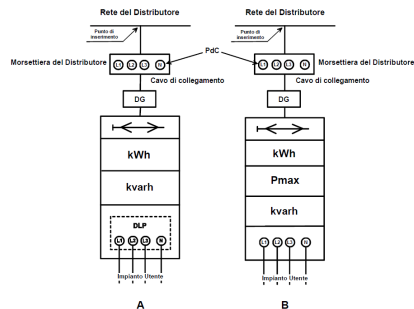 Rete del Distributore
Rete del Distributore
Punto di
inserimento
Punto di
inserimento
PdC
Morsettiera del Distributore
L1 L2 L3 N
L1 L2 L3 N
Morsettiera del Distributore
Cavo di collegamento
Cavo di collegamento
DG
DG
kWh
kWh
kvarh
Pmax
kvarh
DLP
L1 L2 L3 N
L1 L2 L3 N
Impianto Utente
Impianto Utente
A
B